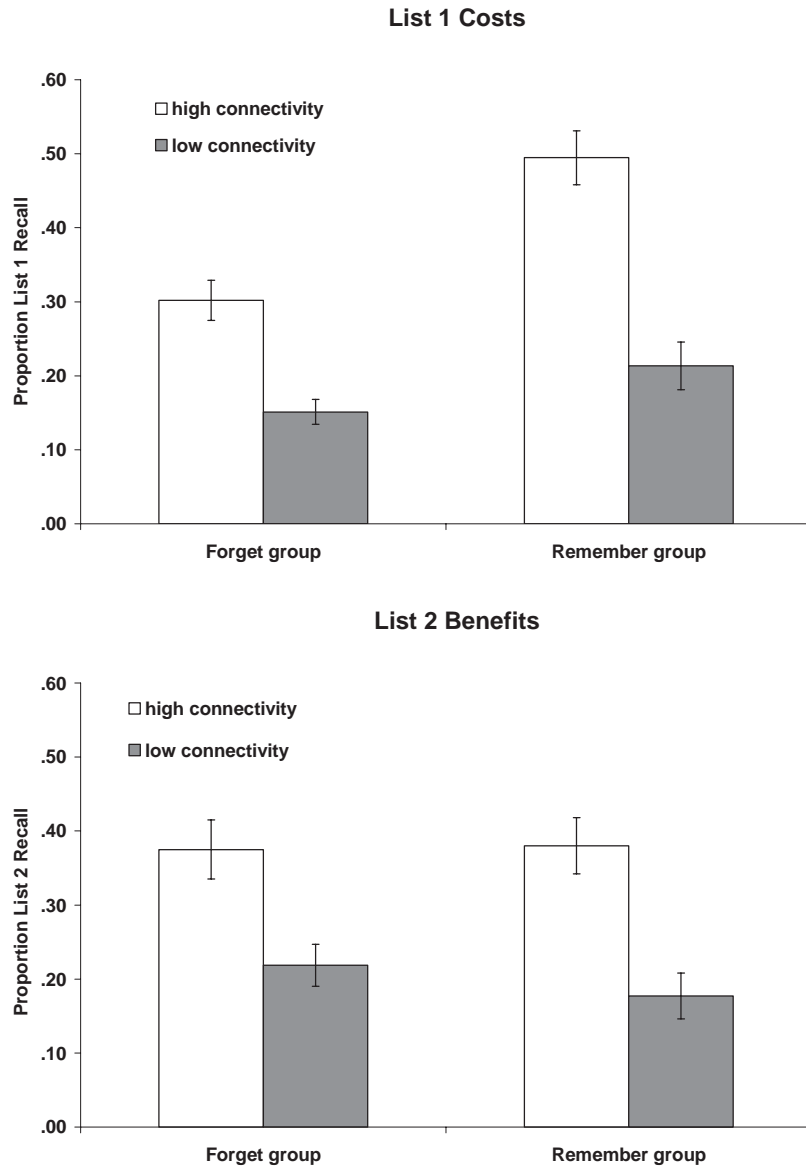 List 1 Costs
.60
high connectivity
low connectivity
.50
.40
.30
.20
.10
.00
Proportion List 1 Recall
Forget group
Remember group
List 2 Benefits
.60
high connectivity
low connectivity
.50
.40
.30
.20
.10
.00
Proportion List 2 Recall
Forget group
Remember group